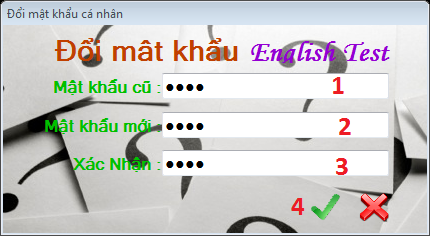 Đổi mật khẩu cá nhân
Đổi mât khẩu English Test
Mật khẩu cũ : •••• 1
Mật khẩu mới : •••• 2
Xác Nhận : •••• 3
4